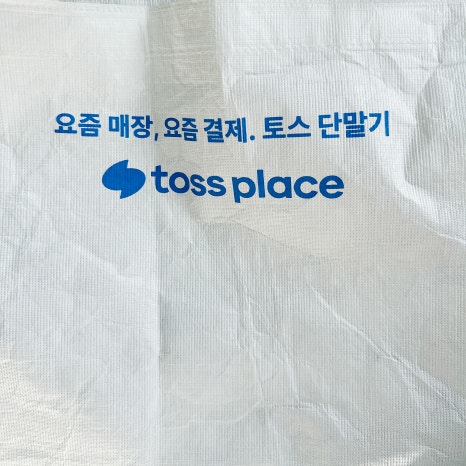 요즘 매장, 요즘 결제. 토스 단말기
toss place